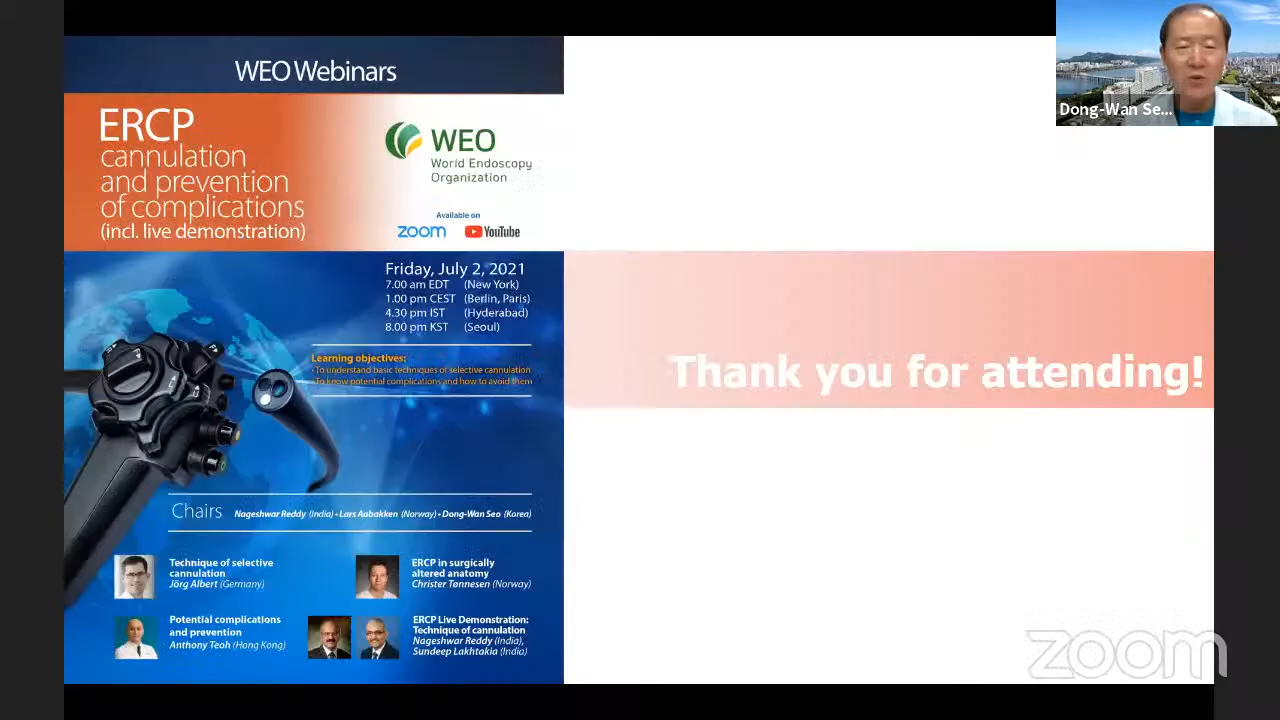 WEO Webinars
ERCP
cannulation
and prevention
of complications
(incl. live demonstration)
WEO
World Endoscopy
Organization
Available on
zoom YouTube
Friday, July 2, 2021
7.00 am EDT (New York)
1.00 pm CEST (Berlin, Paris)
4.30 pm IST (Hyderabad)
8.00 pm KST (Seoul)
Learning objectives:
• To understand basic techniques of selective cannulation
• To know potential complications and how to avoid them
Chairs Nageshwar Reddy (India) • Lars Aabakken (Norway) • Dong-Wan Seo (Korea)
Technique of selective
cannulation
Jörg Albert (Germany)
ERCP in surgically
altered anatomy
Christer Tønnesen (Norway)
Potential complications
and prevention
Anthony Teoh (Hong Kong)
ERCP Live Demonstration:
Technique of cannulation
Nageshwar Reddy (India),
Sundeep Lakhtakia (India)
Thank you for attending!
Dong-Wan Se...
zoom